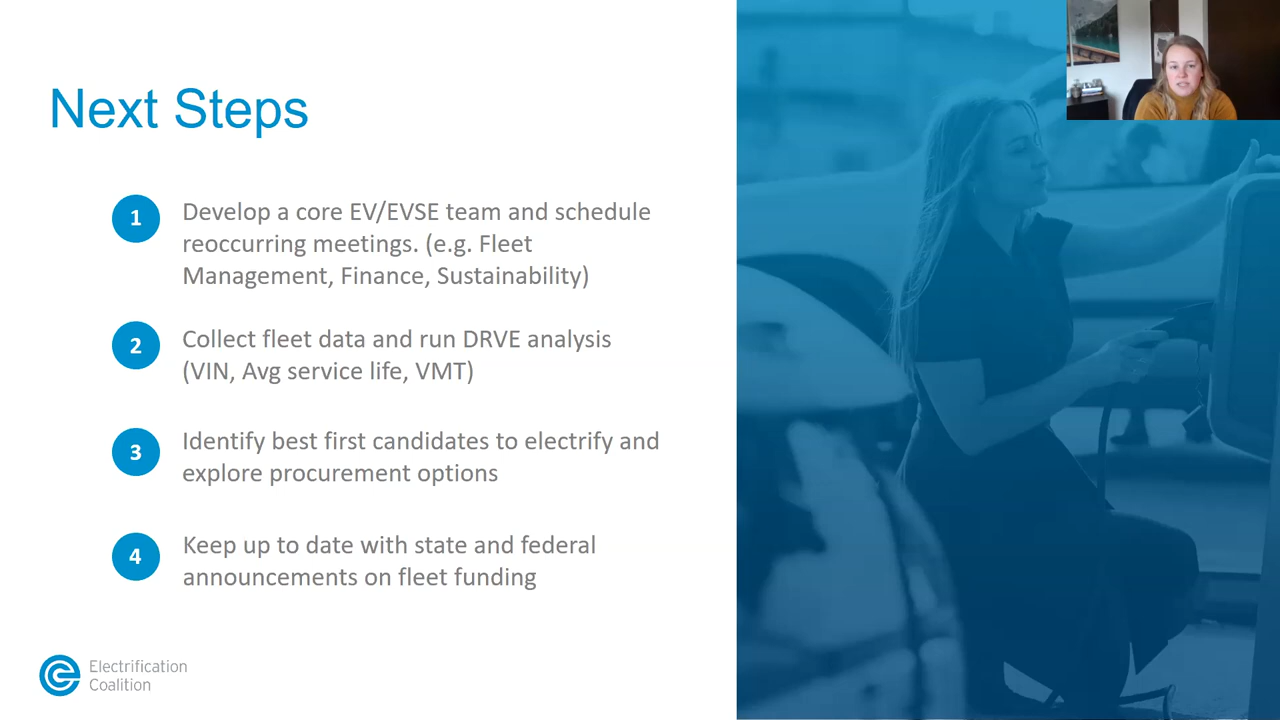 Next Steps
1
Develop a core EV/EVSE team and schedule
reoccurring meetings. (e.g. Fleet
Management, Finance, Sustainability)
2
Collect fleet data and run DRVE analysis
(VIN, Avg service life, VMT)
3
Identify best first candidates to electrify and
explore procurement options
4
Keep up to date with state and federal
announcements on fleet funding
Electrification
Coalition